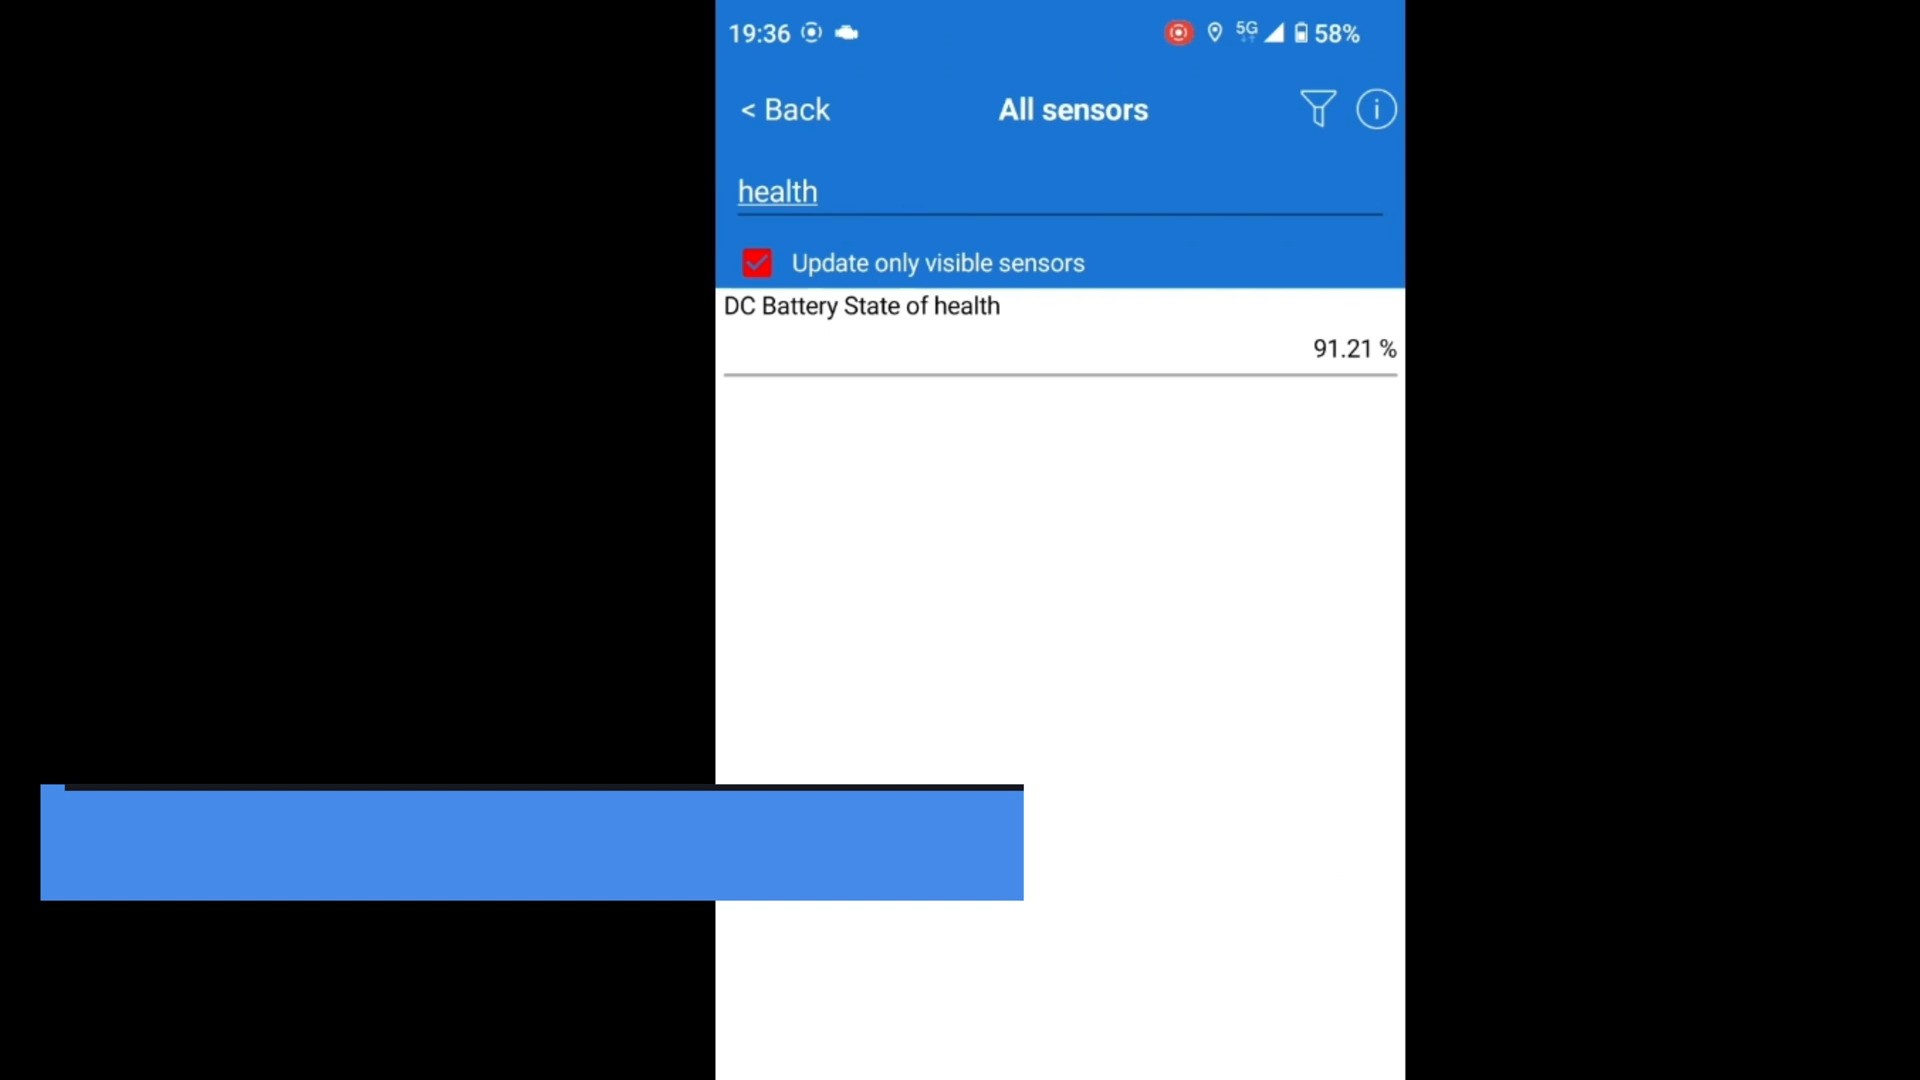 19:36 5G 58%
< Back All sensors
health
Update only visible sensors
DC Battery State of health
91.21 %